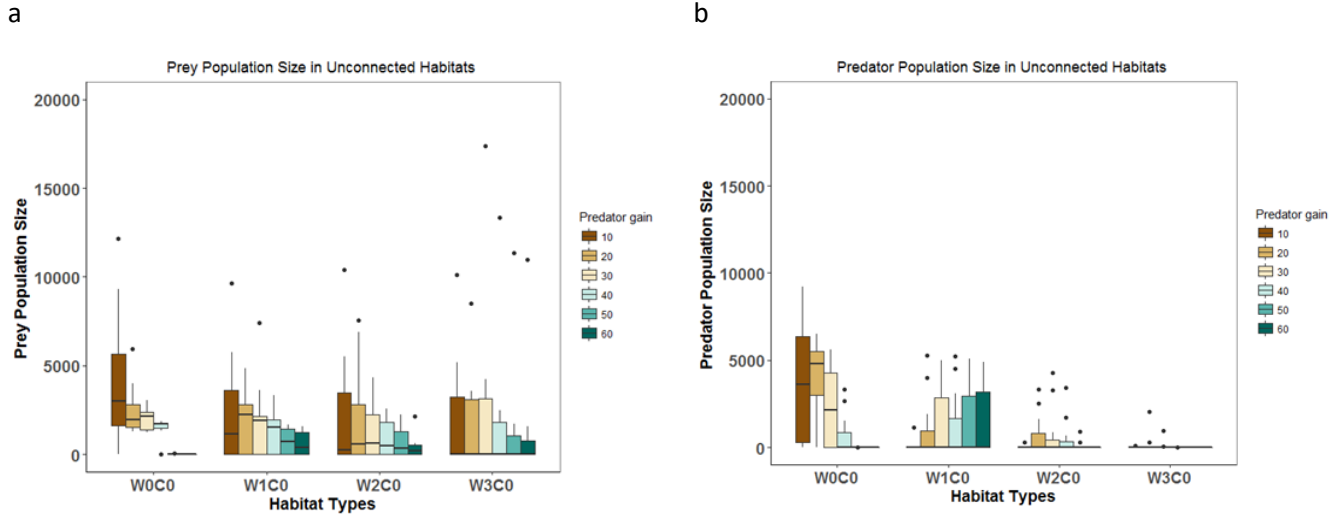 a
Prey Population Size in Unconnected Habitats
20000
15000
10000
5000
0
Prey Population Size
W0C0 W1C0 W2C0 W3C0
Habitat Types
Predator gain
10
20
30
40
50
60
b
Predator Population Size in Unconnected Habitats
20000
15000
10000
5000
0
Predator Population Size
W0C0 W1C0 W2C0 W3C0
Habitat Types
Predator gain
10
20
30
40
50
60